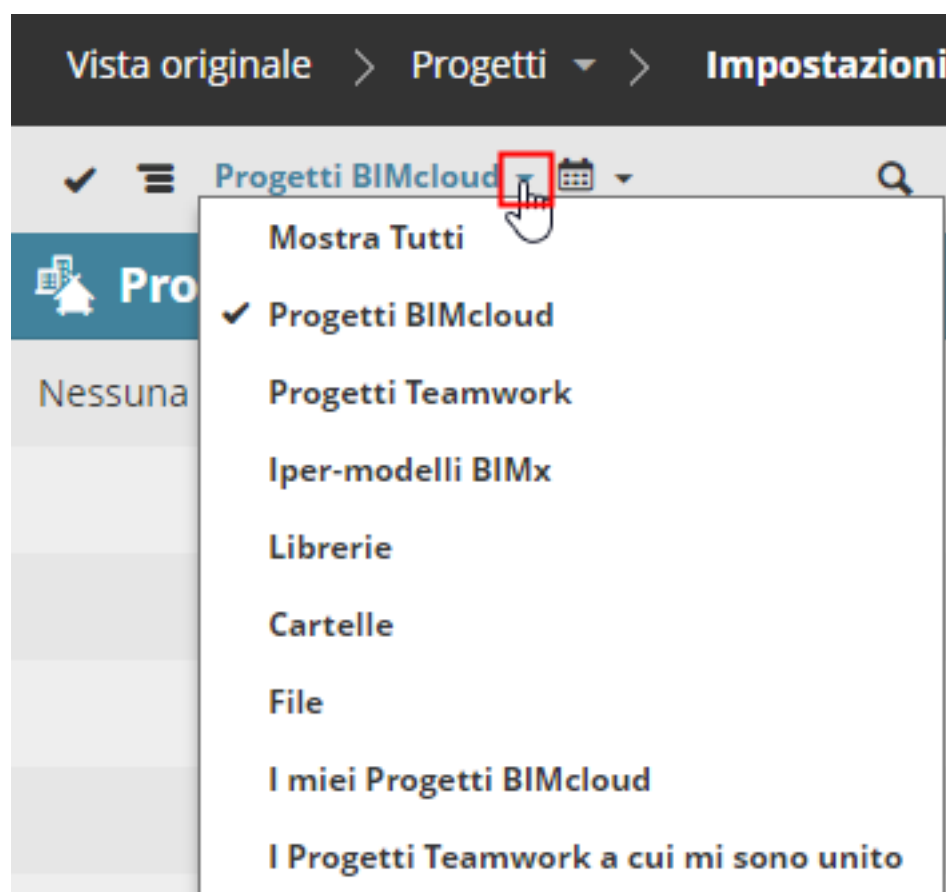 Vista originale > Progetti > Impostazioni
Progetti BIMcloud
Mostra Tutti
Pro
Progetti BIMcloud
Nessuna
Progetti Teamwork
Iper-modelli BIMx
Librerie
Cartelle
File
I miei Progetti BIMcloud
I Progetti Teamwork a cui mi sono unito